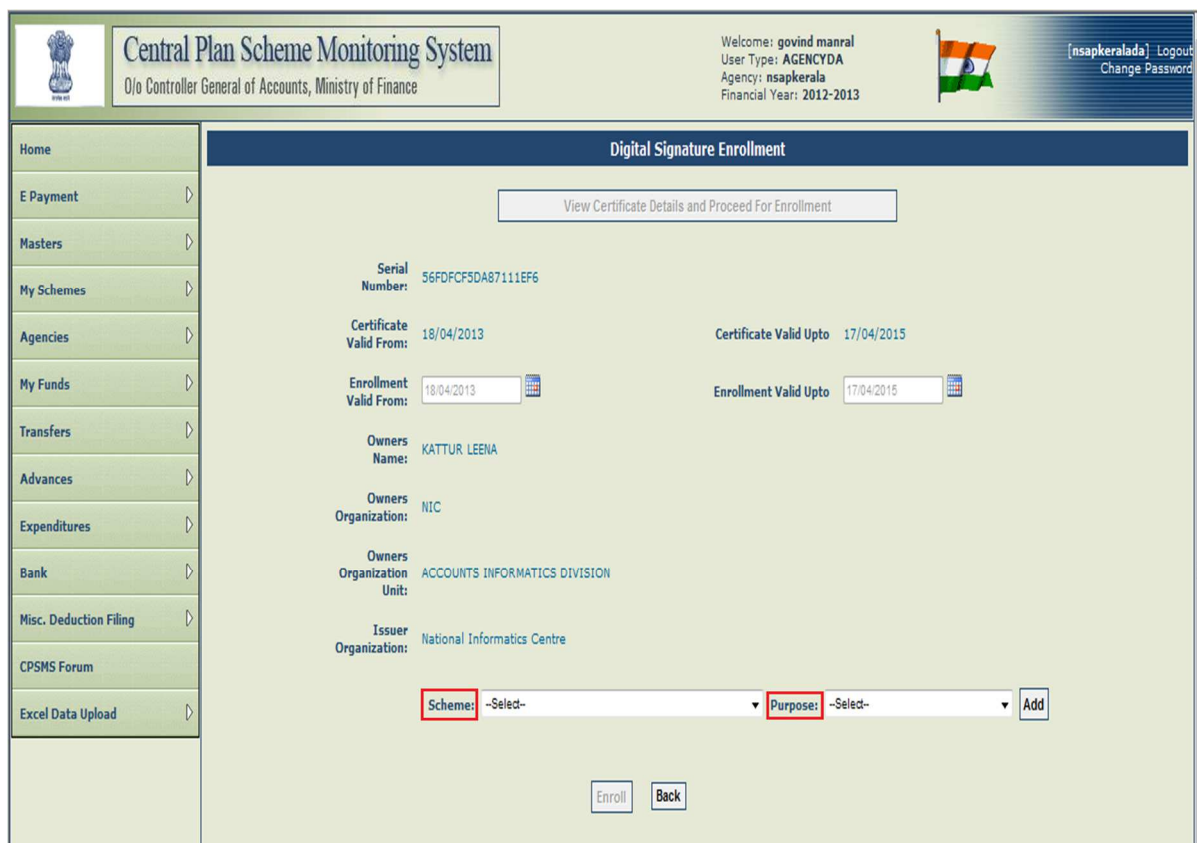 Central Plan Scheme Monitoring System
O/o Controller General of Accounts, Ministry of Finance
Welcome: govind manral
User Type: AGENCYDA
Agency: nsapkerala
Financial Year: 2012-2013
[nsapkeralada] Logout
Change Password
Home
E Payment
Masters
My Schemes
Agencies
My Funds
Transfers
Advances
Expenditures
Bank
Misc. Deduction Filing
CPSMS Forum
Excel Data Upload
Digital Signature Enrollment
View Certificate Details and Proceed For Enrollment
Serial
Number: 56FDFCF5DA87111EF6
Certificate
Valid From: 18/04/2013 Certificate Valid Upto 17/04/2015
Enrollment
Valid From: 18/04/2013 Enrollment Valid Upto 17/04/2015
Owners
Name: KATTUR LEENA
Owners
Organization: NIC
Owners
Organization
Unit: ACCOUNTS INFORMATICS DIVISION
Issuer
Organization: National Informatics Centre
Scheme: --Select-- Purpose: --Select-- Add
Enroll Back